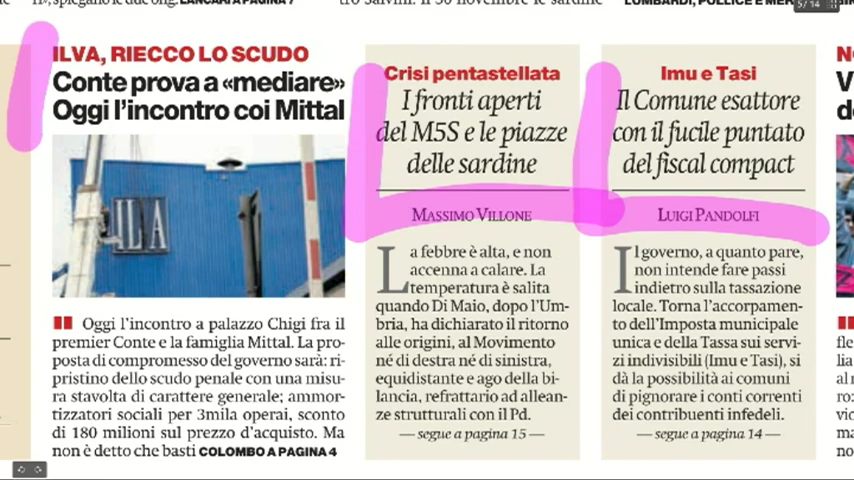 LANCARI A PAGINA 7
5/14
ILVA, RIECCO LO SCUDO
Conte prova a «mediare»
Oggi l'incontro coi Mittal
ILVA
Oggi l'incontro a palazzo Chigi fra il
premier Conte e la famiglia Mittal. La pro-
posta di compromesso del governo sarà: ri-
pristino dello scudo penale con una misu-
ra stavolta di carattere generale; ammor-
tizzatori sociali per 3mila operai, sconto
di 180 milioni sul prezzo d'acquisto. Ma
non è detto che basti COLOMBO A PAGINA 4
Crisi pentastellata
I fronti aperti
del M5S e le piazze
delle sardine
MASSIMO VILLONE
La febbre è alta, e non
accenna a calare. La
temperatura è salita
quando Di Maio, dopo l'Um-
bria, ha dichiarato il ritorno
alle origini, al Movimento
né di destra né di sinistra,
equidistante e ago della bi-
lancia, refrattario ad allean-
ze strutturali con il Pd.
— segue a pagina 15 —
Imu e Tasi
Il Comune esattore
con il fucile puntato
del fiscal compact
LUIGI PANDOLFI
Il governo, a quanto pare,
non intende fare passi
indietro sulla tassazione
locale. Torna l'accorpamen-
to dell'Imposta municipale
unica e della Tassa sui servi-
zi indivisibili (Imu e Tasi), si
dà la possibilità ai comuni
di pignorare i conti correnti
dei contribuenti infedeli.
— segue a pagina 14 —